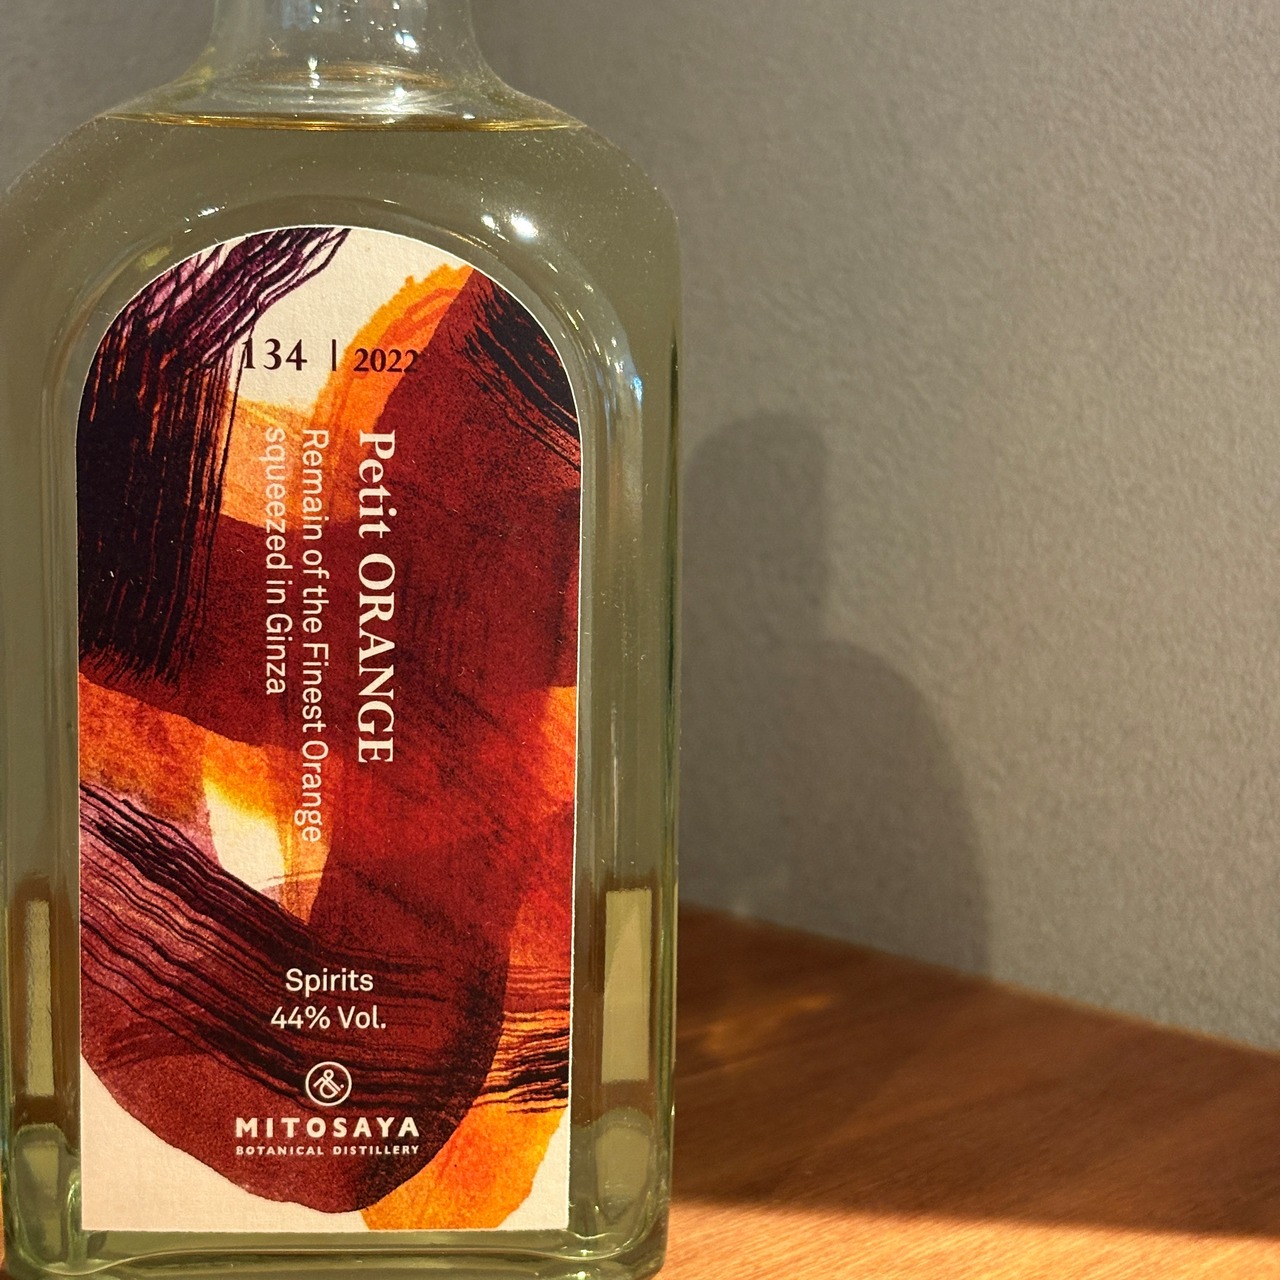 134 | 2022
Petit ORANGE
Remain of the Finest Orange
squeezed in Ginza
Spirits
44% Vol.
MITOSAYA
BOTANICAL DISTILLERY